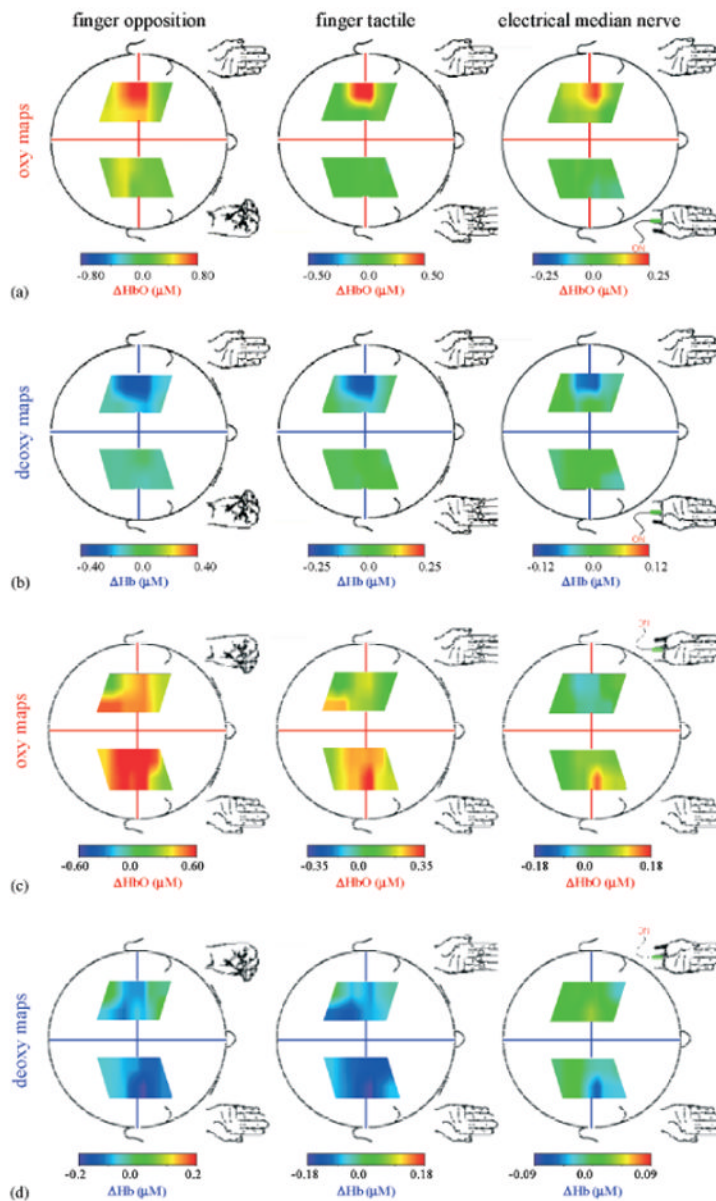 finger opposition finger tactile electrical median nerve
oxy maps
ON
-0.80 0.0 0.80 -0.50 0.0 0.50 -0.25 0.0 0.25
(a) ΔHbO (μM) ΔHbO (μM) ΔHbO (μM)
deoxy maps
ON
-0.40 0.0 0.40 -0.25 0.0 0.25 -0.12 0.0 0.12
(b) ΔHb (μM) ΔHb (μM) ΔHb (μM)
oxy maps
-0.60 0.0 0.60 -0.35 0.0 0.35 -0.18 0.0 0.18
(c) ΔHbO (μM) ΔHbO (μM) ΔHbO (μM)
deoxy maps
-0.2 0.0 0.2 -0.18 0.0 0.18 -0.09 0.0 0.09
(d) ΔHb (μM) ΔHb (μM) ΔHb (μM)